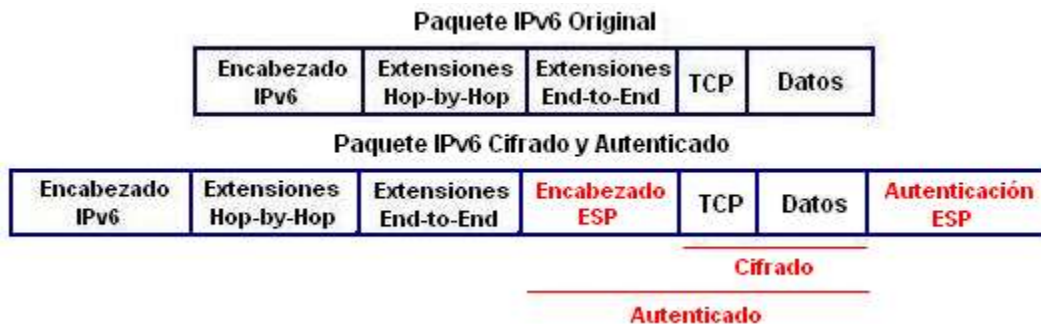 Paquete IPv6 Original
Encabezado IPv6
Extensiones Hop-by-Hop
Extensiones End-to-End
TCP
Datos
Paquete IPv6 Cifrado y Autenticado
Encabezado IPv6
Extensiones Hop-by-Hop
Extensiones End-to-End
Encabezado ESP
TCP
Datos
Autenticación ESP
Cifrado
Autenticado